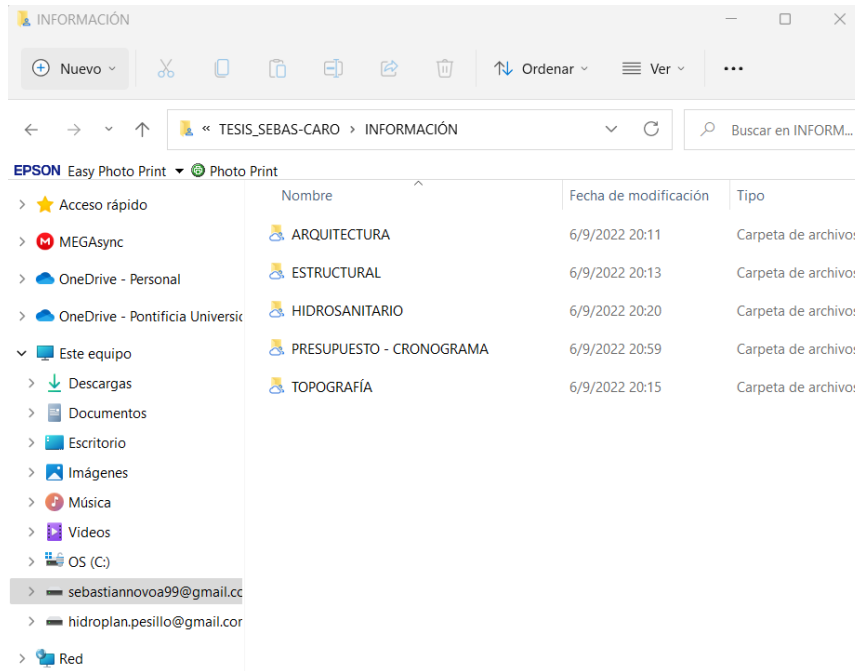 INFORMACIÓN
Nuevo Ordenar Ver
« TESIS_SEBAS-CARO > INFORMACIÓN Buscar en INFORM...
EPSON Easy Photo Print Photo Print
Nombre Fecha de modificación Tipo
Acceso rápido
MEGAsync
OneDrive - Personal
OneDrive - Pontificia Universi
Este equipo
Descargas
Documentos
Escritorio
Imágenes
Música
Videos
OS (C:)
sebastiannovoa99@gmail.cc
hidroplan.pesillo@gmail.cor
Red
ARQUITECTURA 6/9/2022 20:11 Carpeta de archivos
ESTRUCTURAL 6/9/2022 20:13 Carpeta de archivos
HIDROSANITARIO 6/9/2022 20:20 Carpeta de archivos
PRESUPUESTO - CRONOGRAMA 6/9/2022 20:59 Carpeta de archivos
TOPOGRAFÍA 6/9/2022 20:15 Carpeta de archivos